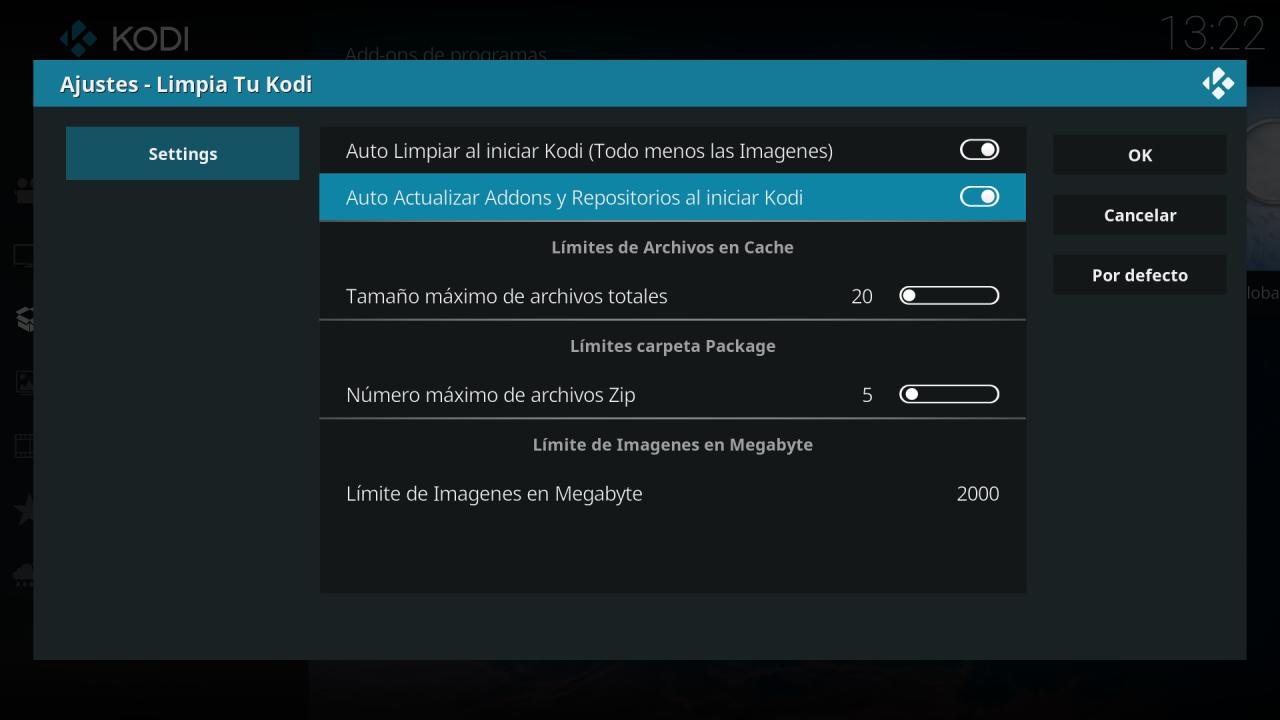 KODI
Add-ons de programas
13:22
Ajustes - Limpia Tu Kodi
Settings
Auto Limpiar al iniciar Kodi (Todo menos las Imagenes)
Auto Actualizar Addons y Repositorios al iniciar Kodi
Límites de Archivos en Cache
Tamaño máximo de archivos totales 20
Límites carpeta Package
Número máximo de archivos Zip 5
Límite de Imagenes en Megabyte
Límite de Imagenes en Megabyte 2000
OK
Cancelar
Por defecto